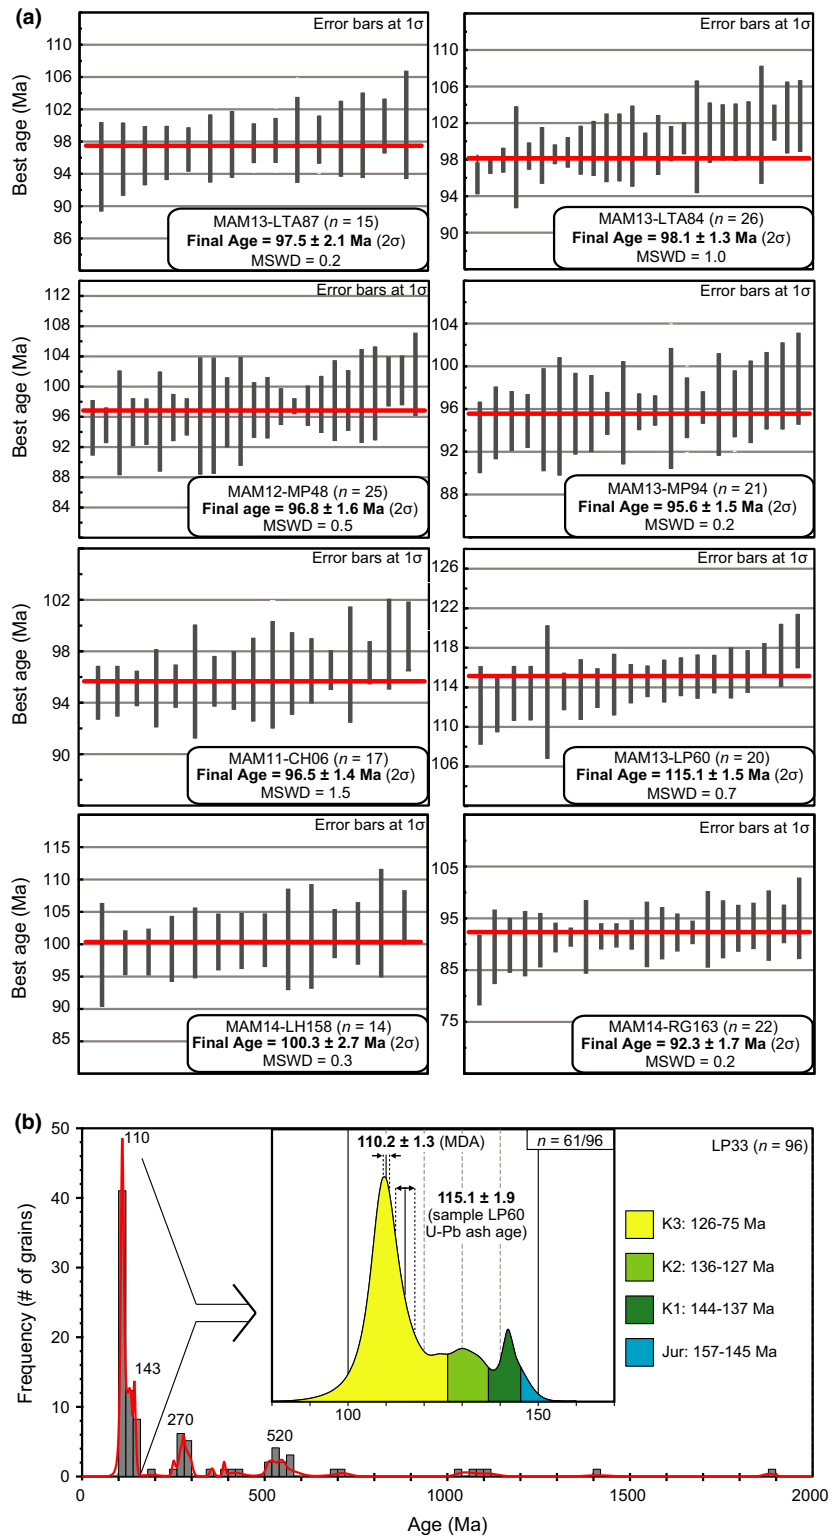 (a)
Error bars at 1σ
110
106
102
98
94
90
86
Best age (Ma)
MAM13-LTA87 (n = 15)
Final Age = 97.5 ± 2.1 Ma (2σ)
MSWD = 0.2
Error bars at 1σ
110
106
102
98
94
90
MAM13-LTA84 (n = 26)
Final Age = 98.1 ± 1.3 Ma (2σ)
MSWD = 1.0
Error bars at 1σ
112
108
104
100
96
92
88
84
Best age (Ma)
MAM12-MP48 (n = 25)
Final age = 96.8 ± 1.6 Ma (2σ)
MSWD = 0.5
Error bars at 1σ
104
100
96
92
88
MAM13-MP94 (n = 21)
Final Age = 95.6 ± 1.5 Ma (2σ)
MSWD = 0.2
Error bars at 1σ
102
98
94
90
Best age (Ma)
MAM11-CH06 (n = 17)
Final Age = 96.5 ± 1.4 Ma (2σ)
MSWD = 1.5
Error bars at 1σ
126
122
118
114
110
106
MAM13-LP60 (n = 20)
Final Age = 115.1 ± 1.5 Ma (2σ)
MSWD = 0.7
Error bars at 1σ
115
110
105
100
95
90
85
Best age (Ma)
MAM14-LH158 (n = 14)
Final Age = 100.3 ± 2.7 Ma (2σ)
MSWD = 0.3
Error bars at 1σ
105
95
85
75
MAM14-RG163 (n = 22)
Final Age = 92.3 ± 1.7 Ma (2σ)
MSWD = 0.2
(b)
50
40
30
20
10
0
Frequency (# of grains)
110
143
270
520
110.2 ± 1.3 (MDA)
n = 61/96
115.1 ± 1.9
(sample LP60
U-Pb ash age)
100
150
LP33 (n = 96)
K3: 126-75 Ma
K2: 136-127 Ma
K1: 144-137 Ma
Jur: 157-145 Ma
0
500
1000
1500
2000
Age (Ma)